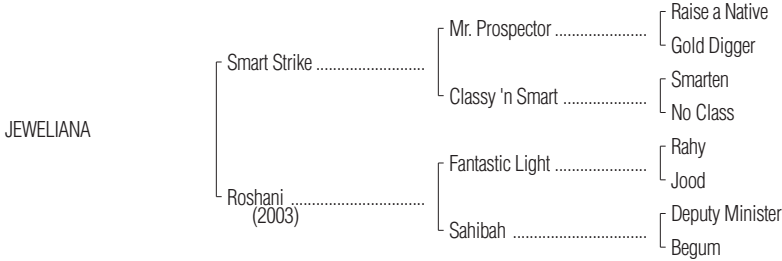 Raise a Native
Mr. Prospector ......................
Gold Digger
Smart Strike ..........................
Smarten
Classy 'n Smart ....................
No Class
JEWELIANA
Rahy
Fantastic Light ......................
Jood
Roshani ................................
(2003)
Deputy Minister
Sahibah ................................
Begum